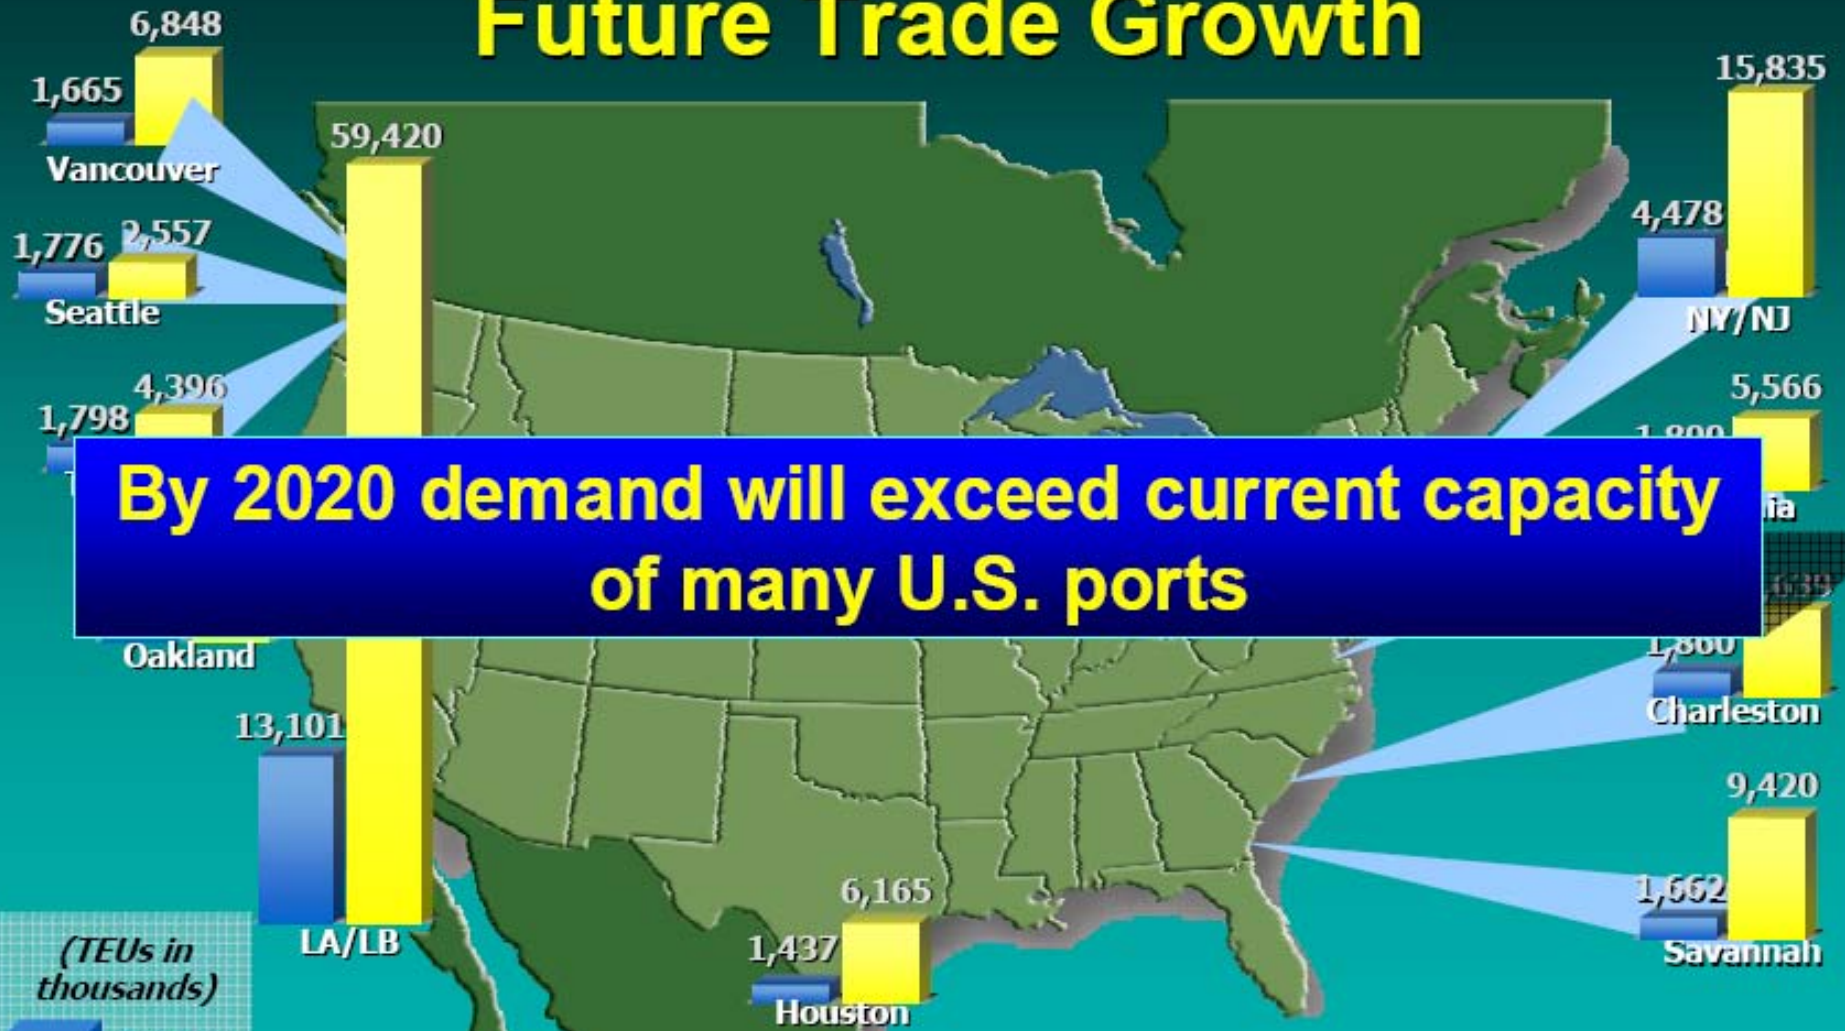 Future Trade Growth
6,848
1,665
Vancouver
59,420
15,835
4,478
NY/NJ
2,557
1,776
Seattle
4,396
1,798
5,566
By 2020 demand will exceed current capacity
of many U.S. ports
Oakland
1,860
Charleston
13,101
LA/LB
9,420
1,662
Savannah
6,165
1,437
Houston
(TEUs in
thousands)